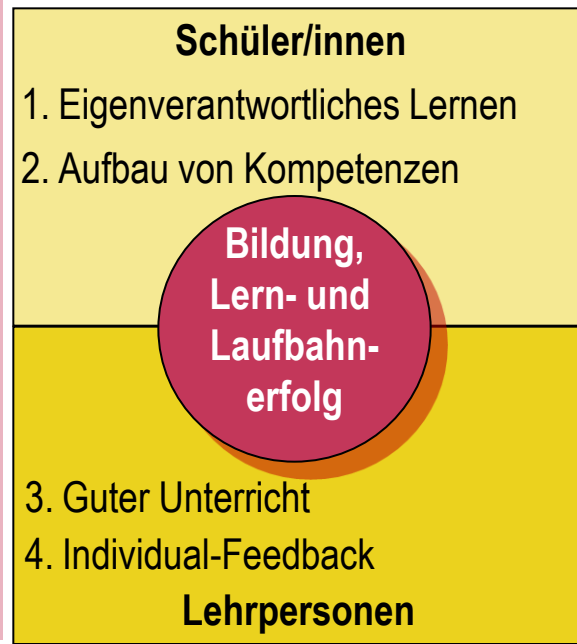 Schüler/innen
1. Eigenverantwortliches Lernen
2. Aufbau von Kompetenzen
Bildung,
Lern- und
Laufbahn-
erfolg
3. Guter Unterricht
4. Individual-Feedback
Lehrpersonen